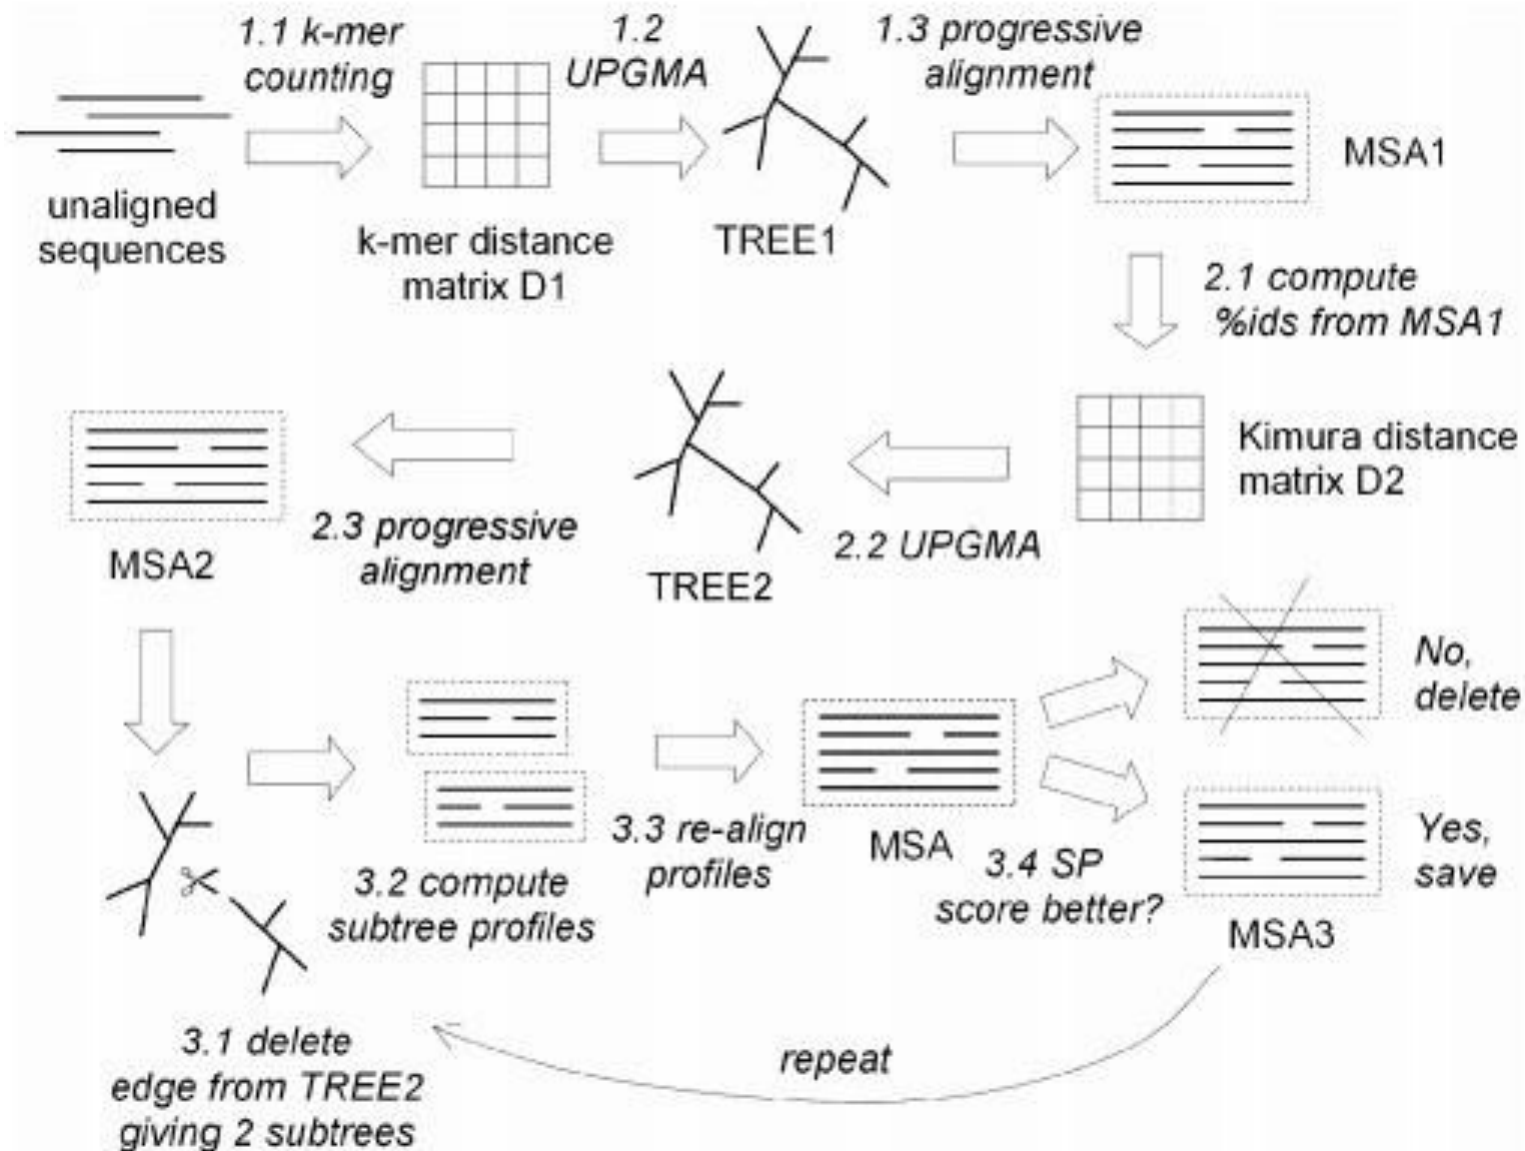 1.1 k-mer
counting
1.2
UPGMA
1.3 progressive
alignment
unaligned
sequences
k-mer distance
matrix D1
TREE1
MSA1
2.1 compute
%ids from MSA1
Kimura distance
matrix D2
2.2 UPGMA
TREE2
2.3 progressive
alignment
MSA2
3.1 delete
edge from TREE2
giving 2 subtrees
3.2 compute
subtree profiles
3.3 re-align
profiles
MSA
3.4 SP
score better?
No,
delete
Yes,
save
MSA3
repeat